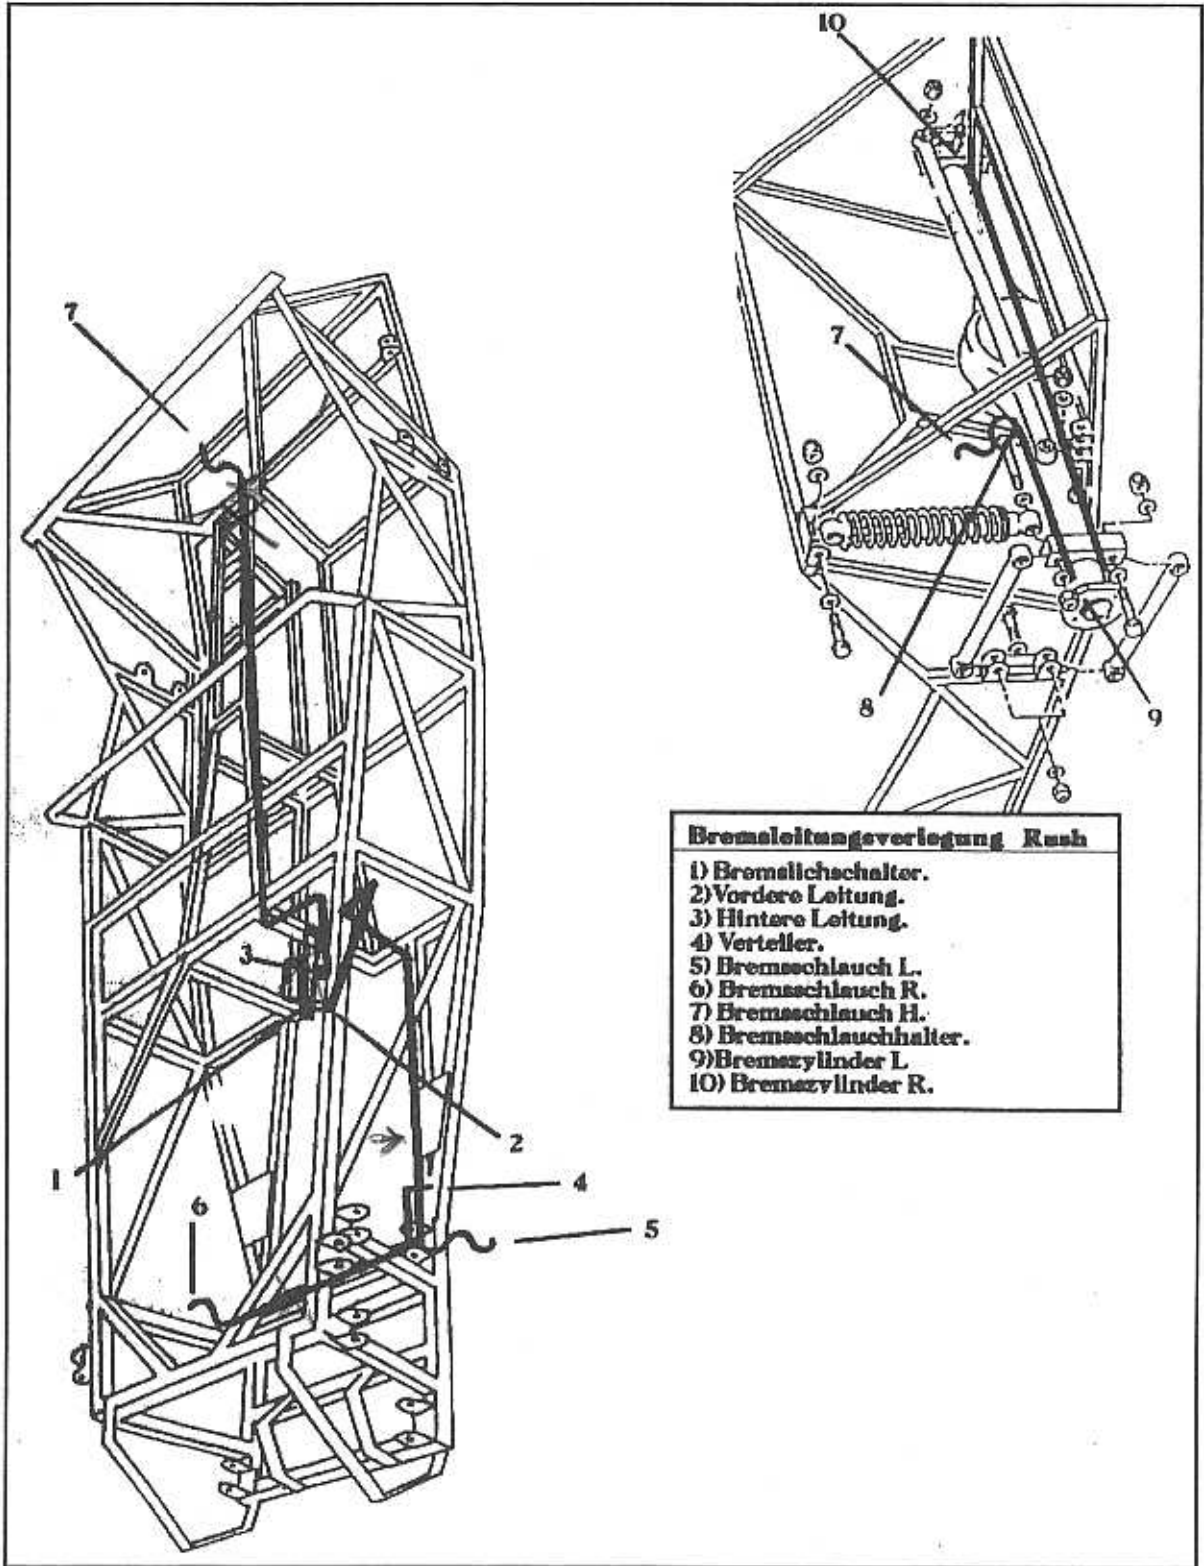 10
7
7
8
9
Bremsleitungsverlegung Rush
1) Bremslichschalter.
2)Vordere Leitung.
3) Hintere Leitung.
4) Verteiler.
5) Bremsschlauch L.
6) Bremsschlauch R.
7) Bremsschlauch H.
8) Bremsschlauchhalter.
9)Bremszylinder L
10) Bremszylinder R.
3
2
1
4
6
5